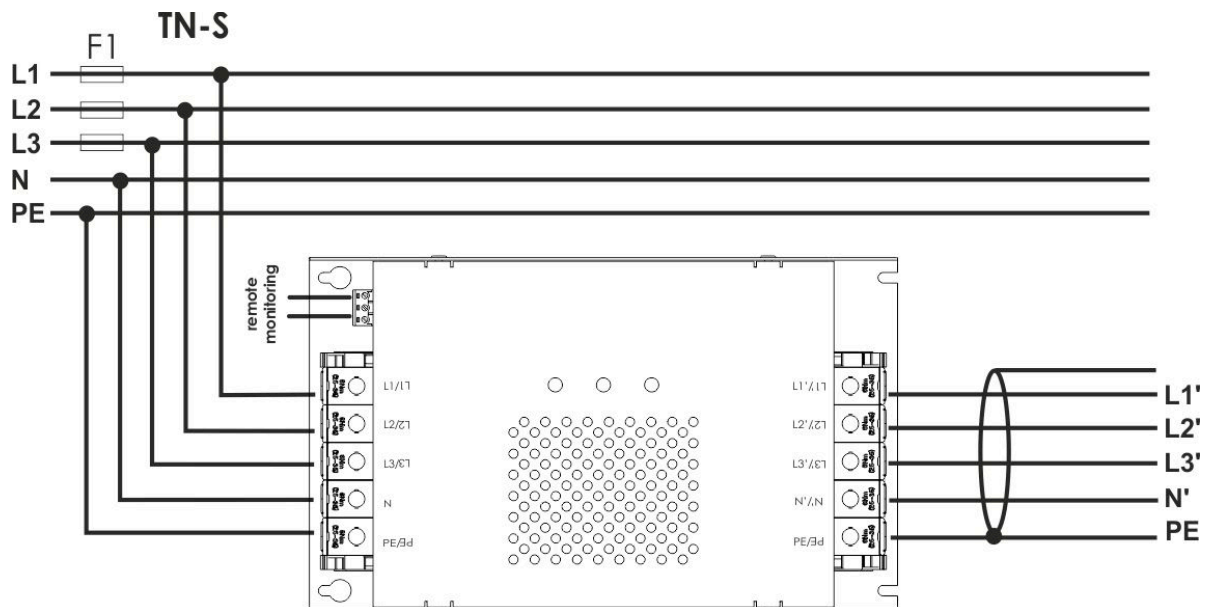 TN-S
F1
L1
L2
L3
N
PE
remote
monitoring
L1/L1
L2/L2
L3/L3
N
PE/PE
L1'/L1'
L2'/L2'
L3'/L3'
N'/N'
PE/PE
L1'
L2'
L3'
N'
PE